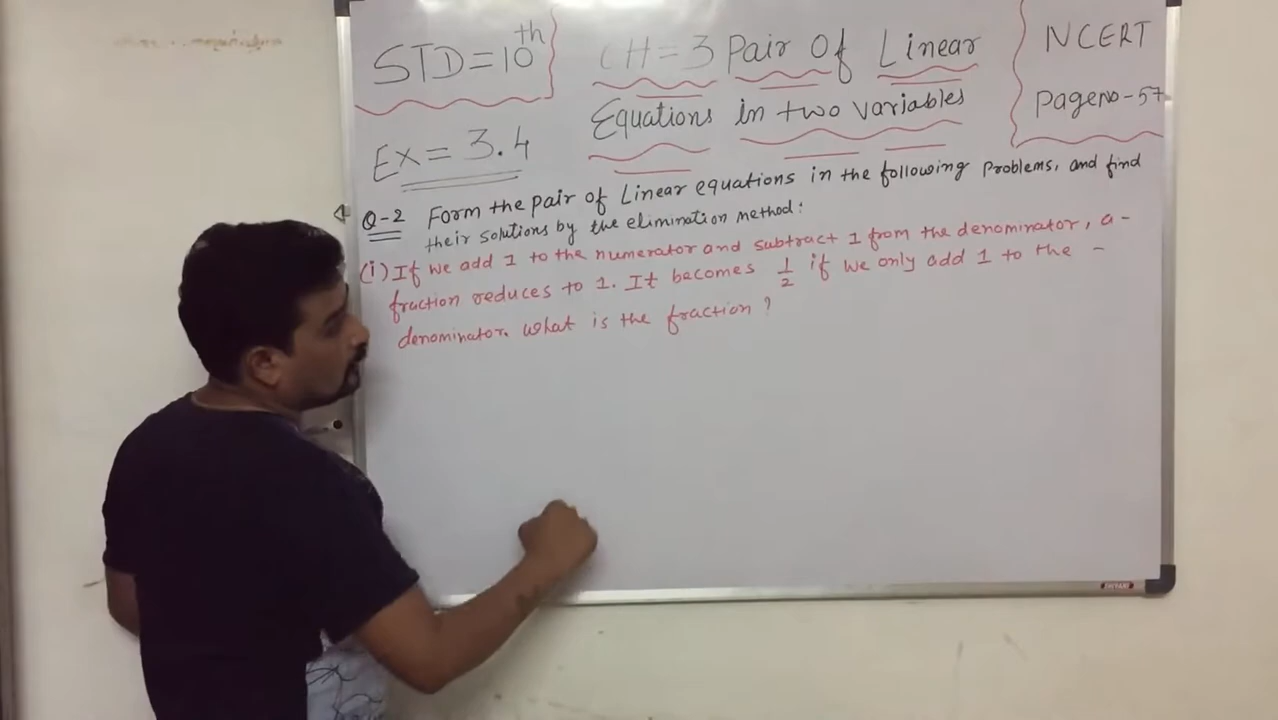 STD=10th
CH=3 Pair Of Linear
Equations in two variables
NCERT
Pageno-57
Ex= 3.4
Q-2 Form the pair of Linear equations in the following Problems, and find
their solutions by the elimination method:
(i) If we add 1 to the numerator and subtract 1 from the denominator, a-
fraction reduces to 1. It becomes 1/2 if we only add 1 to the -
denominator. what is the fraction ?